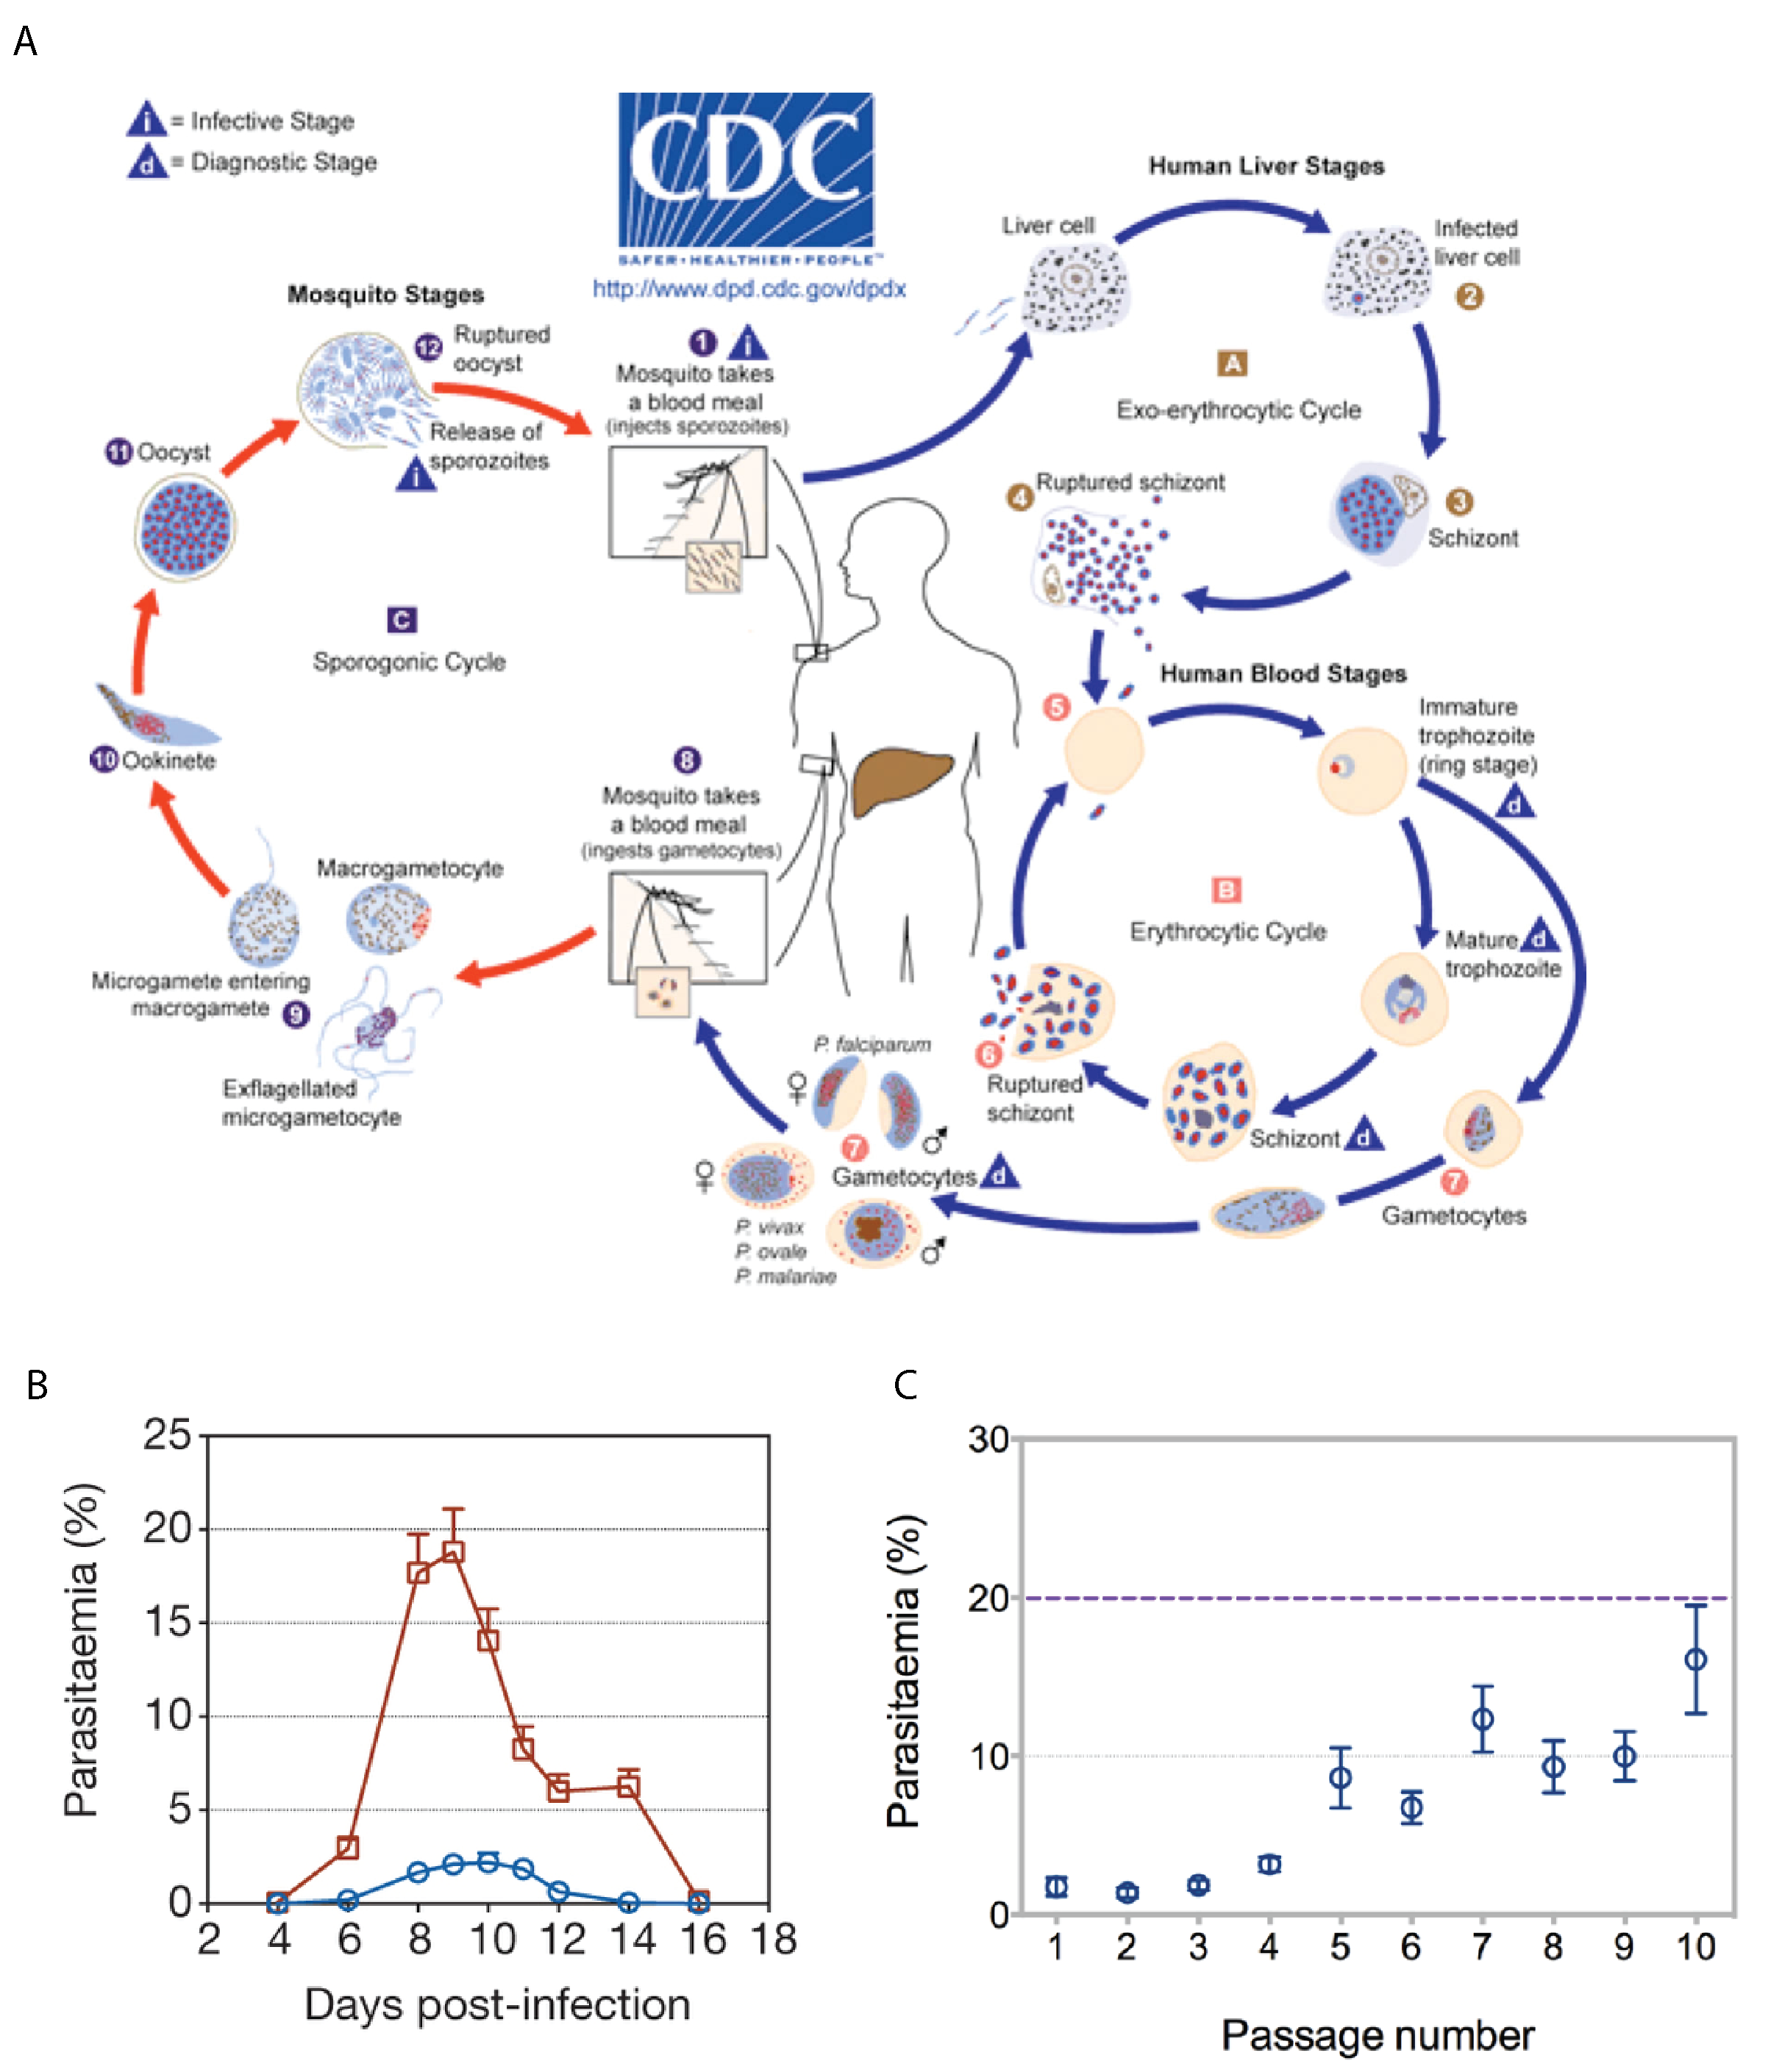 A
i = Infective Stage
d = Diagnostic Stage
CDC
SAFER·HEALTHIER·PEOPLE™
http://www.dpd.cdc.gov/dpdx
Human Liver Stages
Liver cell
Infected
liver cell
2
A
Exo-erythrocytic Cycle
3
Schizont
4 Ruptured schizont
Mosquito Stages
12 Ruptured
oocyst
Release of
sporozoites
i
11 Oocyst
1 i
Mosquito takes
a blood meal
(injects sporozoites)
C
Sporogonic Cycle
10 Ookinete
Microgamete entering
macrogamete 9
Macrogametocyte
Exflagellated
microgametocyte
8
Mosquito takes
a blood meal
(ingests gametocytes)
Human Blood Stages
5
Immature
trophozoite
(ring stage)
d
B
Erythrocytic Cycle
Mature d
trophozoite
Schizont d
6
Ruptured
schizont
7
Gametocytes
P. falciparum
♀
♂
7
Gametocytes d
♀
♂
P. vivax
P. ovale
P. malariae
B
Parasitaemia (%)
25
20
15
10
5
0
2 4 6 8 10 12 14 16 18
Days post-infection
C
Parasitaemia (%)
30
20
10
0
1 2 3 4 5 6 7 8 9 10
Passage number